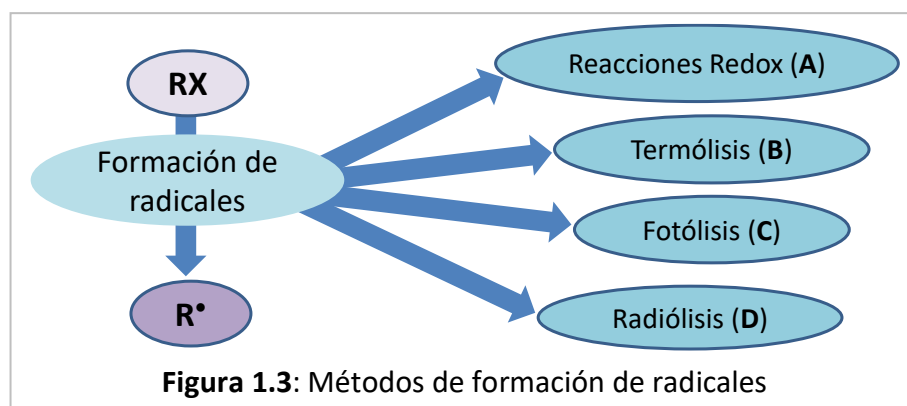 RX
Formación de
radicales
R•
Reacciones Redox (A)
Termólisis (B)
Fotólisis (C)
Radiólisis (D)
Figura 1.3: Métodos de formación de radicales